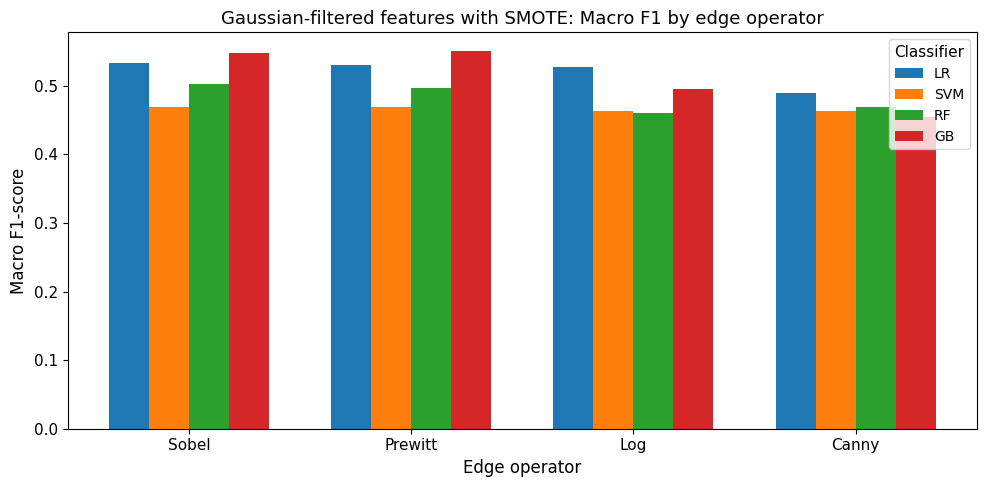 Gaussian-filtered features with SMOTE: Macro F1 by edge operator
Classifier
LR
SVM
RF
GB
Macro F1-score
0.5
0.4
0.3
0.2
0.1
0.0
Sobel
Prewitt
Log
Canny
Edge operator